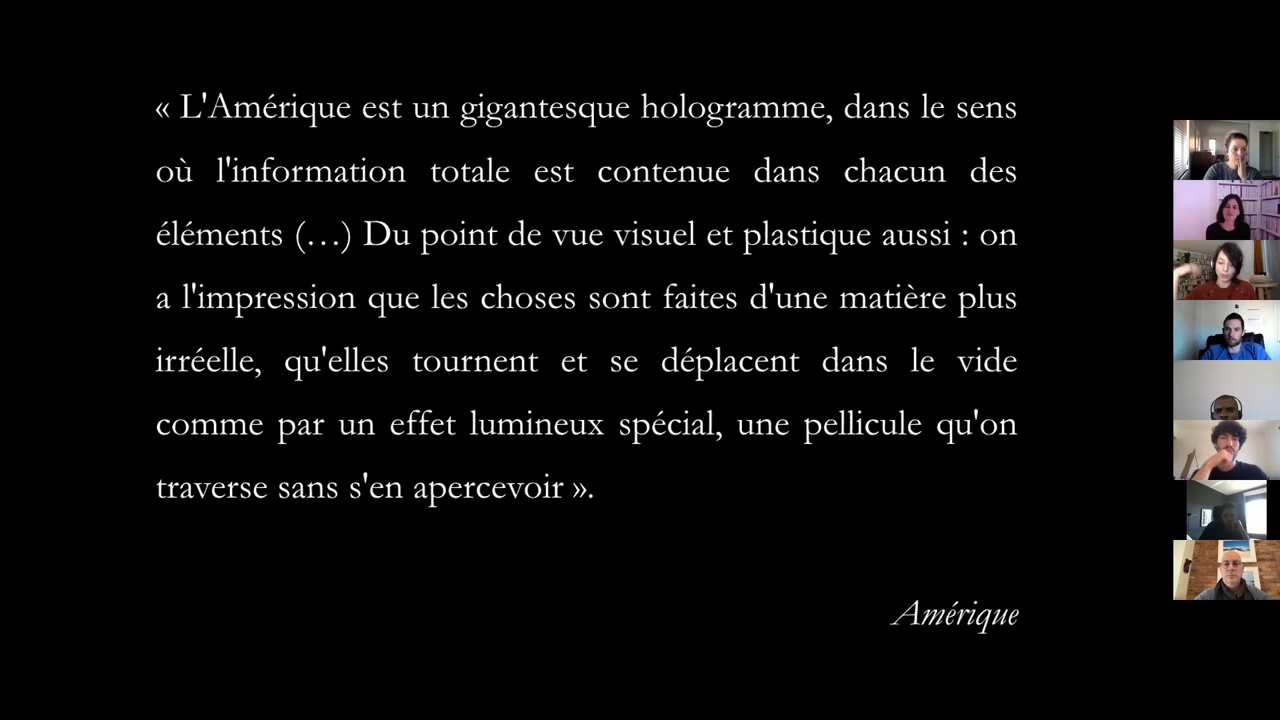 « L'Amérique est un gigantesque hologramme, dans le sens
où l'information totale est contenue dans chacun des
éléments (…) Du point de vue visuel et plastique aussi : on
a l'impression que les choses sont faites d'une matière plus
irréelle, qu'elles tournent et se déplacent dans le vide
comme par un effet lumineux spécial, une pellicule qu'on
traverse sans s'en apercevoir ».
Amérique